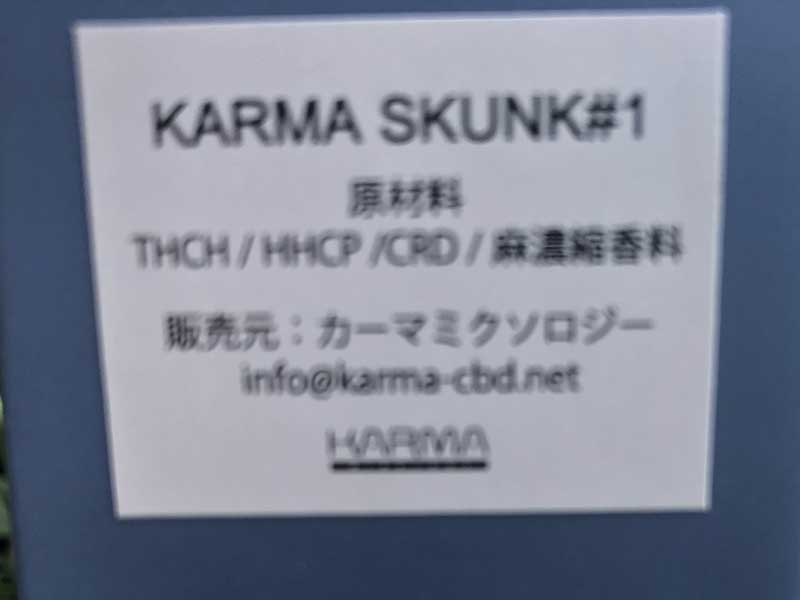 KARMA SKUNK#1
原材料
THCH / HHCP /CRD / 麻濃縮香料
販売元：カーマミクソロジー
info@karma-cbd.net
KARMA